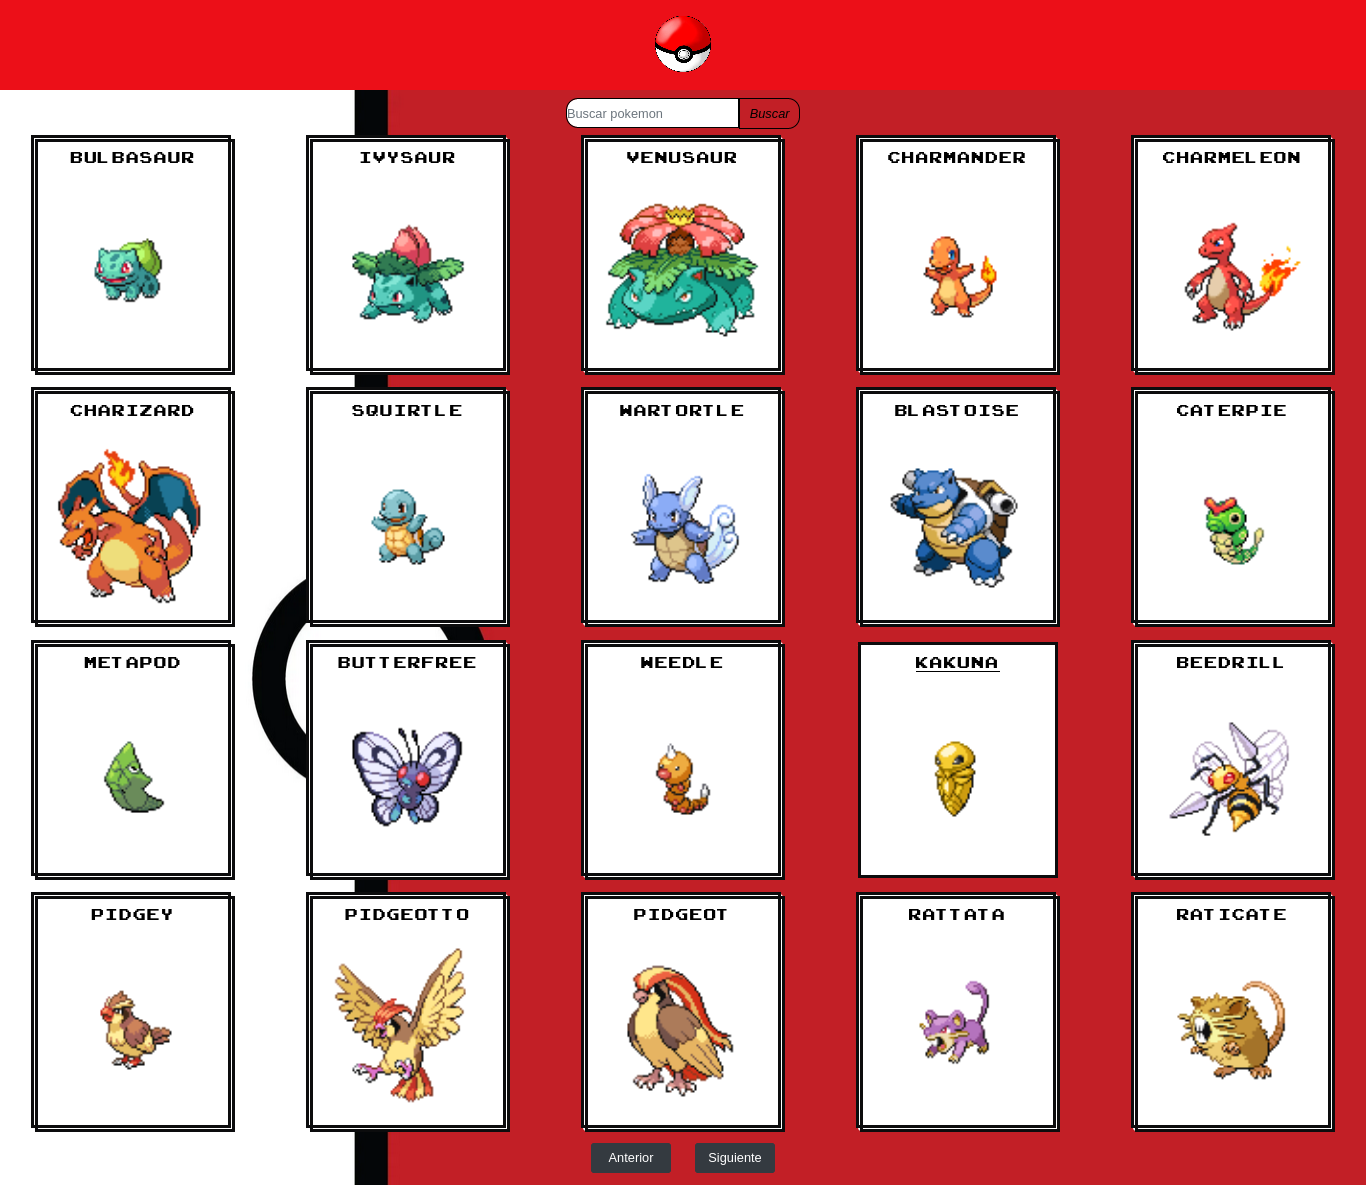 Buscar pokemon Buscar
BULBASAUR IVYSAUR VENUSAUR CHARMANDER CHARMELEON
CHARIZARD SQUIRTLE WARTORTLE BLASTOISE CATERPIE
METAPOD BUTTERFREE WEEDLE KAKUNA BEEDRILL
PIDGEY PIDGEOTTO PIDGEOT RATTATA RATICATE
Anterior Siguiente